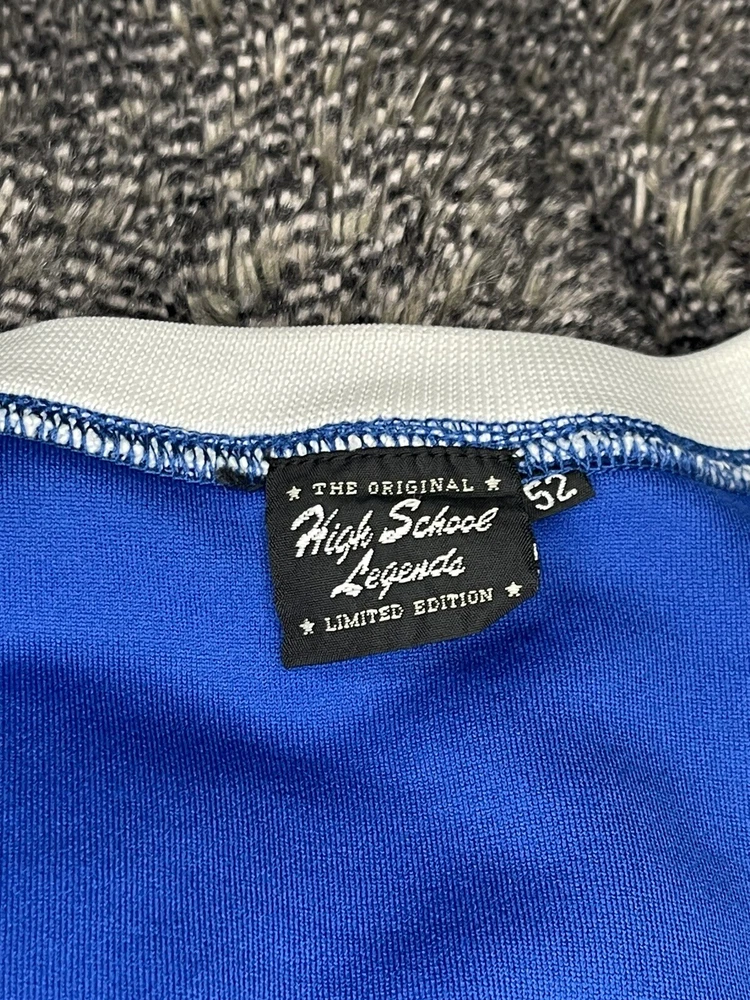 ★ THE ORIGINAL ★
High School
Legends
★ LIMITED EDITION ★
52